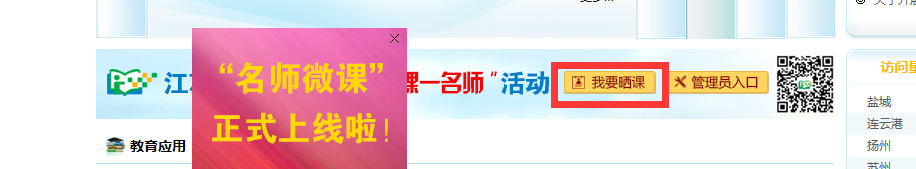 “名师微课”
正式上线啦！
江
课一名师”活动
我要晒课
管理员入口
教育应用
访问量
盐城
连云港
扬州
苏州